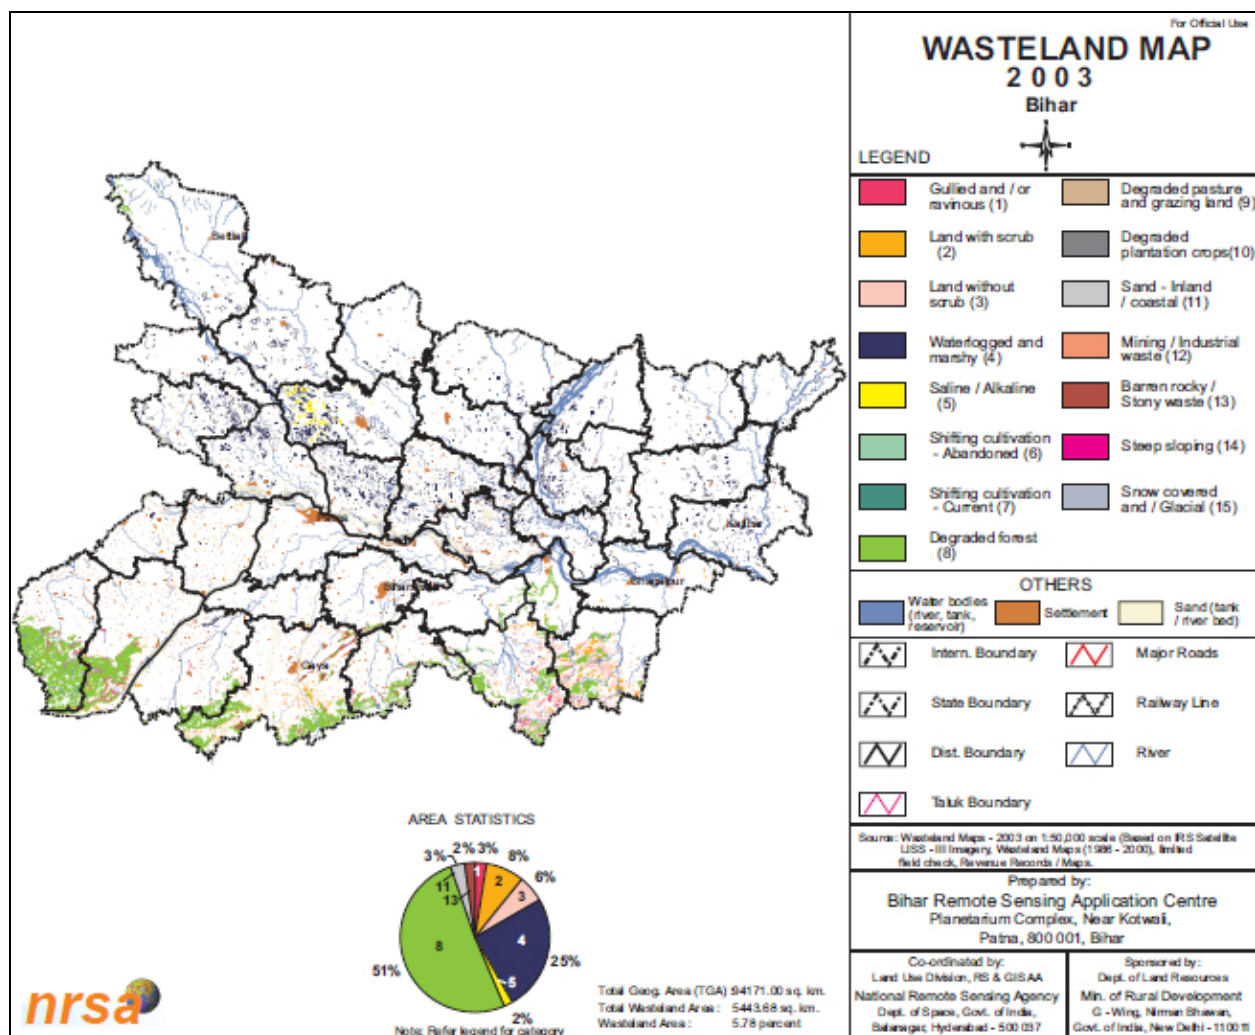 For Official Use
WASTELAND MAP
2003
Bihar
LEGEND
Gullied and / or
ravinous (1)
Land with scrub
(2)
Land without
scrub (3)
Waterlogged and
marshy (4)
Saline / Alkaline
(5)
Shifting cultivation
- Abandoned (6)
Shifting cultivation
- Current (7)
Degraded forest
(8)
Degraded pasture
and grazing land (9)
Degraded
plantation crops(10)
Sand - Inland
/ coastal (11)
Mining / Industrial
waste (12)
Barren rocky /
Stony waste (13)
Steep sloping (14)
Snow covered
and / Glacial (15)
OTHERS
Water bodies
(river, tank,
reservoir)
Settlement
Sand (tank
/ river bed)
Intern. Boundary
Major Roads
State Boundary
Railway Line
Dist. Boundary
River
Taluk Boundary
Source: Wasteland Maps - 2003 on 1:50,000 scale (Based on IRS Satellite
LISS - III Imagery, Wasteland Maps (1986 - 2000), limited
field check, Revenue Records / Maps.
Prepared by:
Bihar Remote Sensing Application Centre
Planetarium Complex, Near Kotwali,
Patna, 800 001, Bihar
Co-ordinated by:
Land Use Division, RS & GISAA
National Remote Sensing Agency
Dept. of Space, Govt. of India,
Balanagar, Hyderabad - 500 037
Sponsored by:
Dept. of Land Resources
Min. of Rural Development
G - Wing, Nirman Bhawan,
Govt. of India, New Delhi - 110011
Bettiah
Katihar
Bhagalpur
Gaya
AREA STATISTICS
3%
2%
3%
8%
6%
25%
2%
51%
1
2
3
4
5
8
11
13
Note: Refer legend for category
Total Geog. Area (TGA) :94171.00 sq. km.
Total Wasteland Area : 5443.68 sq. km.
Wasteland Area : 5.78 percent
nrsa